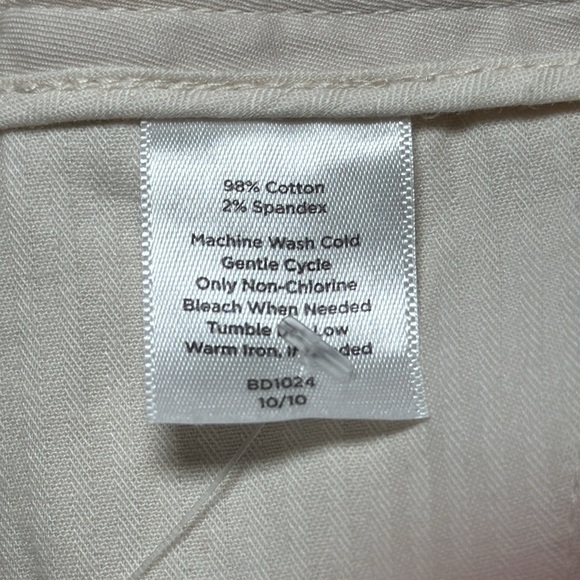 98% Cotton
2% Spandex
Machine Wash Cold
Gentle Cycle
Only Non-Chlorine
Bleach When Needed
Tumble Low
Warm Iron,
BD1024
10/10